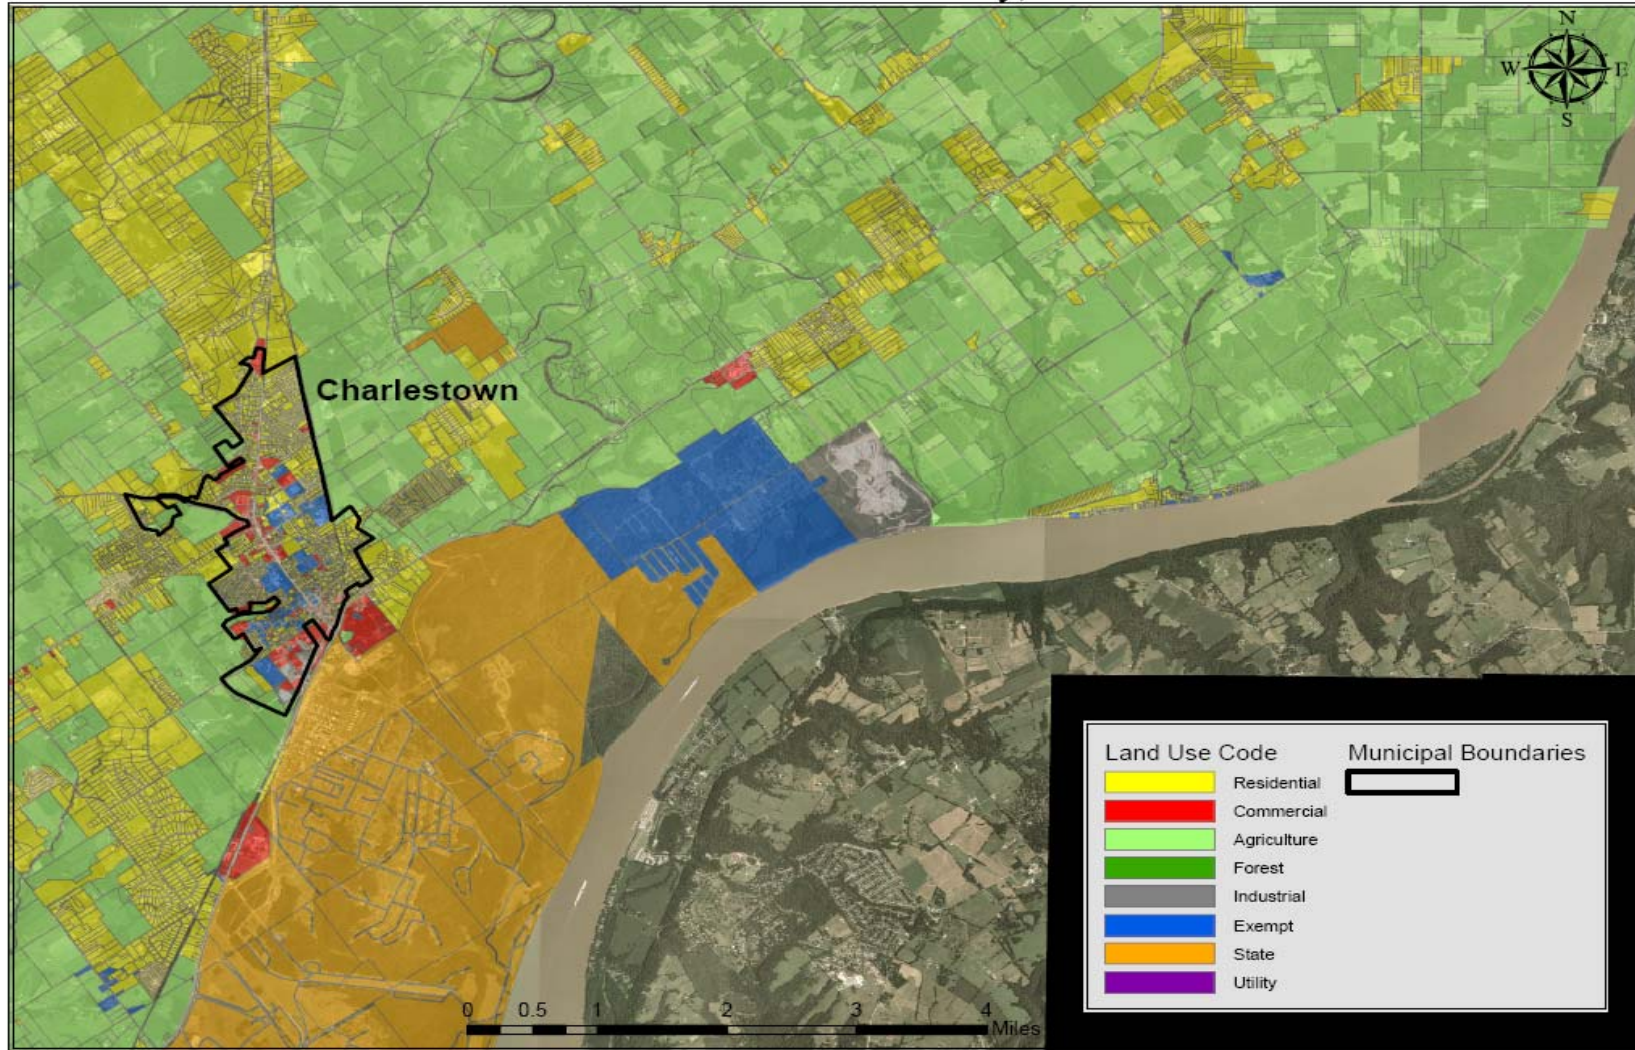 N
W E
S
Charlestown
Land Use Code Municipal Boundaries
Residential
Commercial
Agriculture
Forest
Industrial
Exempt
State
Utility
0 0.5 1 2 3 4
Miles